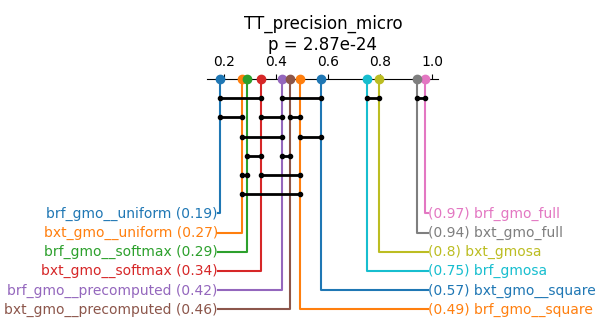 TT_precision_micro
p = 2.87e-24
0.2 0.4 0.6 0.8 1.0
brf_gmo__uniform (0.19) (0.97) brf_gmo_full
bxt_gmo__uniform (0.27) (0.94) bxt_gmo_full
brf_gmo__softmax (0.29) (0.8) bxt_gmosa
bxt_gmo__softmax (0.34) (0.75) brf_gmosa
brf_gmo__precomputed (0.42) (0.57) bxt_gmo__square
bxt_gmo__precomputed (0.46) (0.49) brf_gmo__square